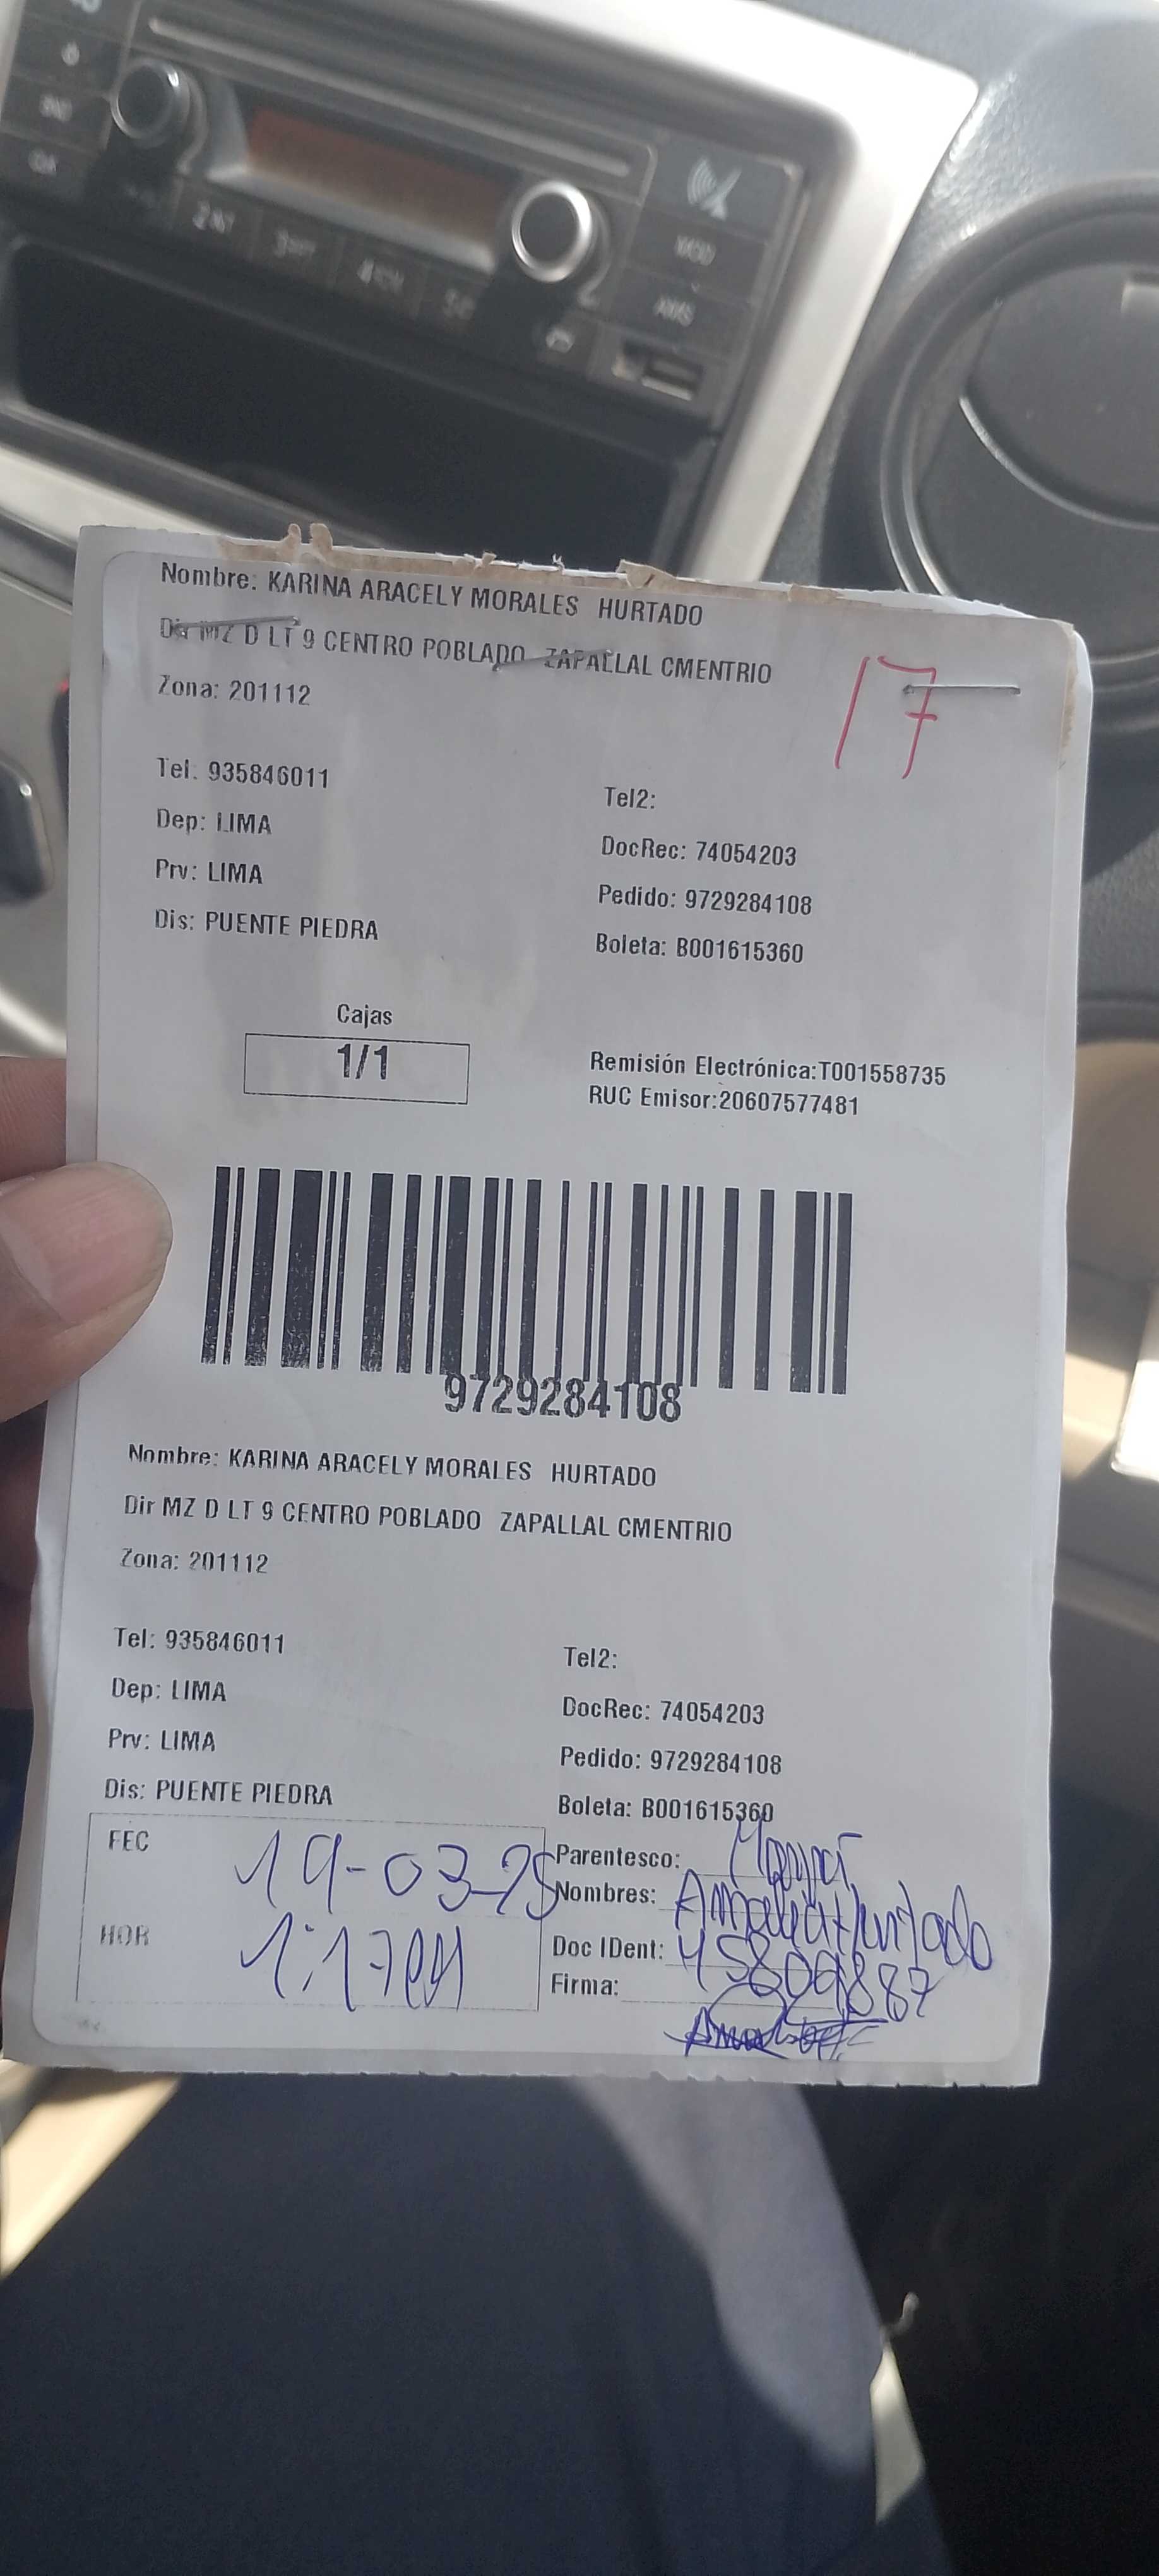 Nombre: KARINA ARACELY MORALES HURTADO
Dir MZ D LT 9 CENTRO POBLADO ZAPALLAL CMENTRIO
Zona: 201112
17
Tel: 935846011
Tel2:
Dep: LIMA
DocRec: 74054203
Prv: LIMA
Pedido: 9729284108
Dis: PUENTE PIEDRA
Boleta: B001615360
Cajas
1/1
Remisión Electrónica:T001558735
RUC Emisor:20607577481
9729284108
Nombre: KARINA ARACELY MORALES HURTADO
Dir MZ D LT 9 CENTRO POBLADO ZAPALLAL CMENTRIO
Zona: 201112
Tel: 935846011
Tel2:
Dep: LIMA
DocRec: 74054203
Prv: LIMA
Pedido: 9729284108
Dis: PUENTE PIEDRA
Boleta: B001615360
FEC 19-03-25
Parentesco:
Nombres: Amalia Hurtado
HOR 1:17PM
Doc IDent: 45809887
Firma: